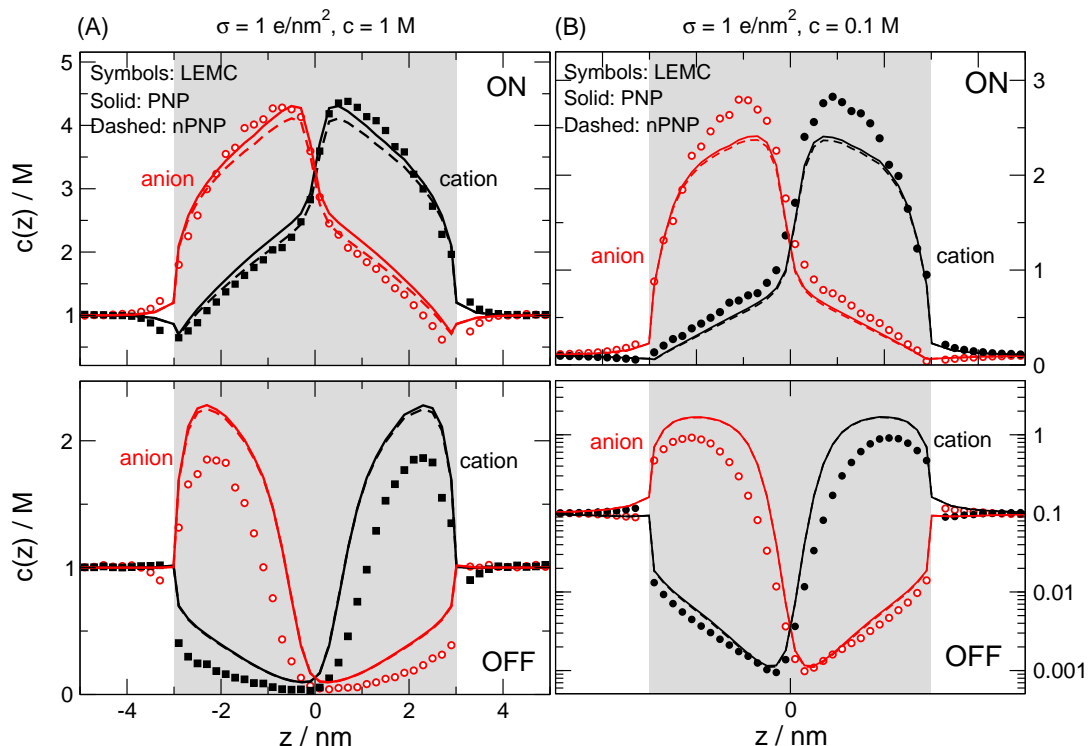 (A)
σ = 1 e/nm², c = 1 M
(B)
σ = 1 e/nm², c = 0.1 M
Symbols: LEMC
Solid: PNP
Dashed: nPNP
ON
anion
cation
c(z) / M
5
4
3
2
1
Symbols: LEMC
Solid: PNP
Dashed: nPNP
ON
anion
cation
3
2
1
0
anion
cation
OFF
c(z) / M
2
1
0
-4
-2
0
2
4
z / nm
anion
cation
OFF
1
0.1
0.01
0.001
0
z / nm